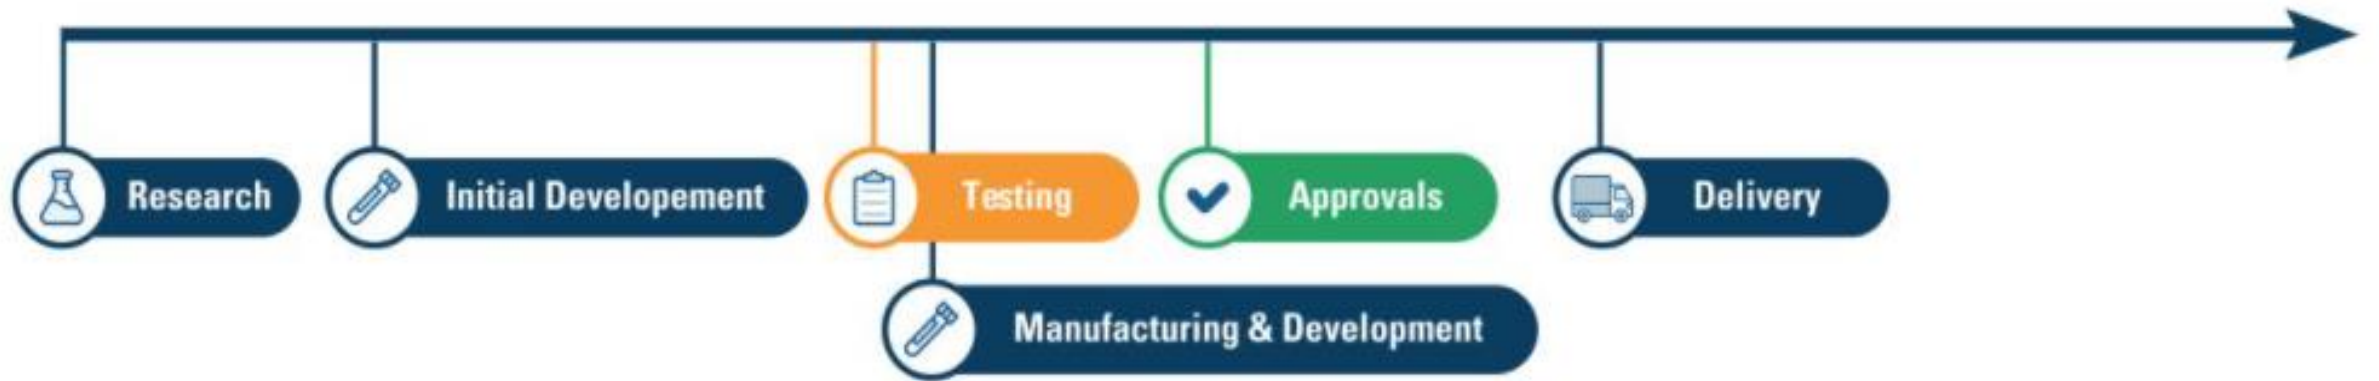 Research
Initial Developement
Testing
Approvals
Delivery
Manufacturing & Development